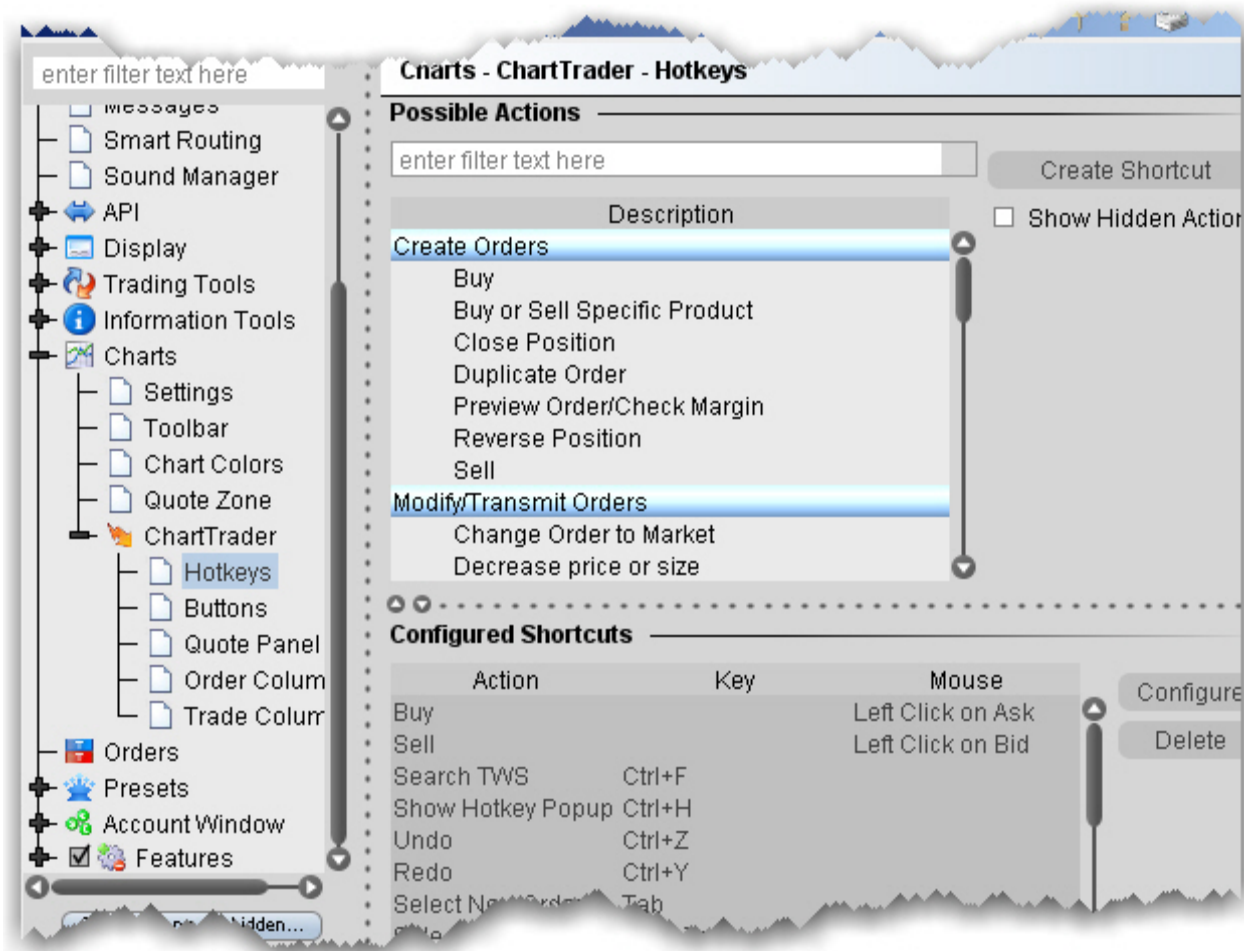 enter filter text here
Messages
Smart Routing
Sound Manager
API
Display
Trading Tools
Information Tools
Charts
Settings
Toolbar
Chart Colors
Quote Zone
ChartTrader
Hotkeys
Buttons
Quote Panel
Order Colum
Trade Colum
Orders
Presets
Account Window
Features
Charts - ChartTrader - Hotkeys
Possible Actions
enter filter text here
Create Shortcut
Show Hidden Action
Description
Create Orders
Buy
Buy or Sell Specific Product
Close Position
Duplicate Order
Preview Order/Check Margin
Reverse Position
Sell
Modify/Transmit Orders
Change Order to Market
Decrease price or size
Configured Shortcuts
Action Key Mouse
Buy Left Click on Ask
Sell Left Click on Bid
Search TWS Ctrl+F
Show Hotkey Popup Ctrl+H
Undo Ctrl+Z
Redo Ctrl+Y
Select Tab
Configure
Delete